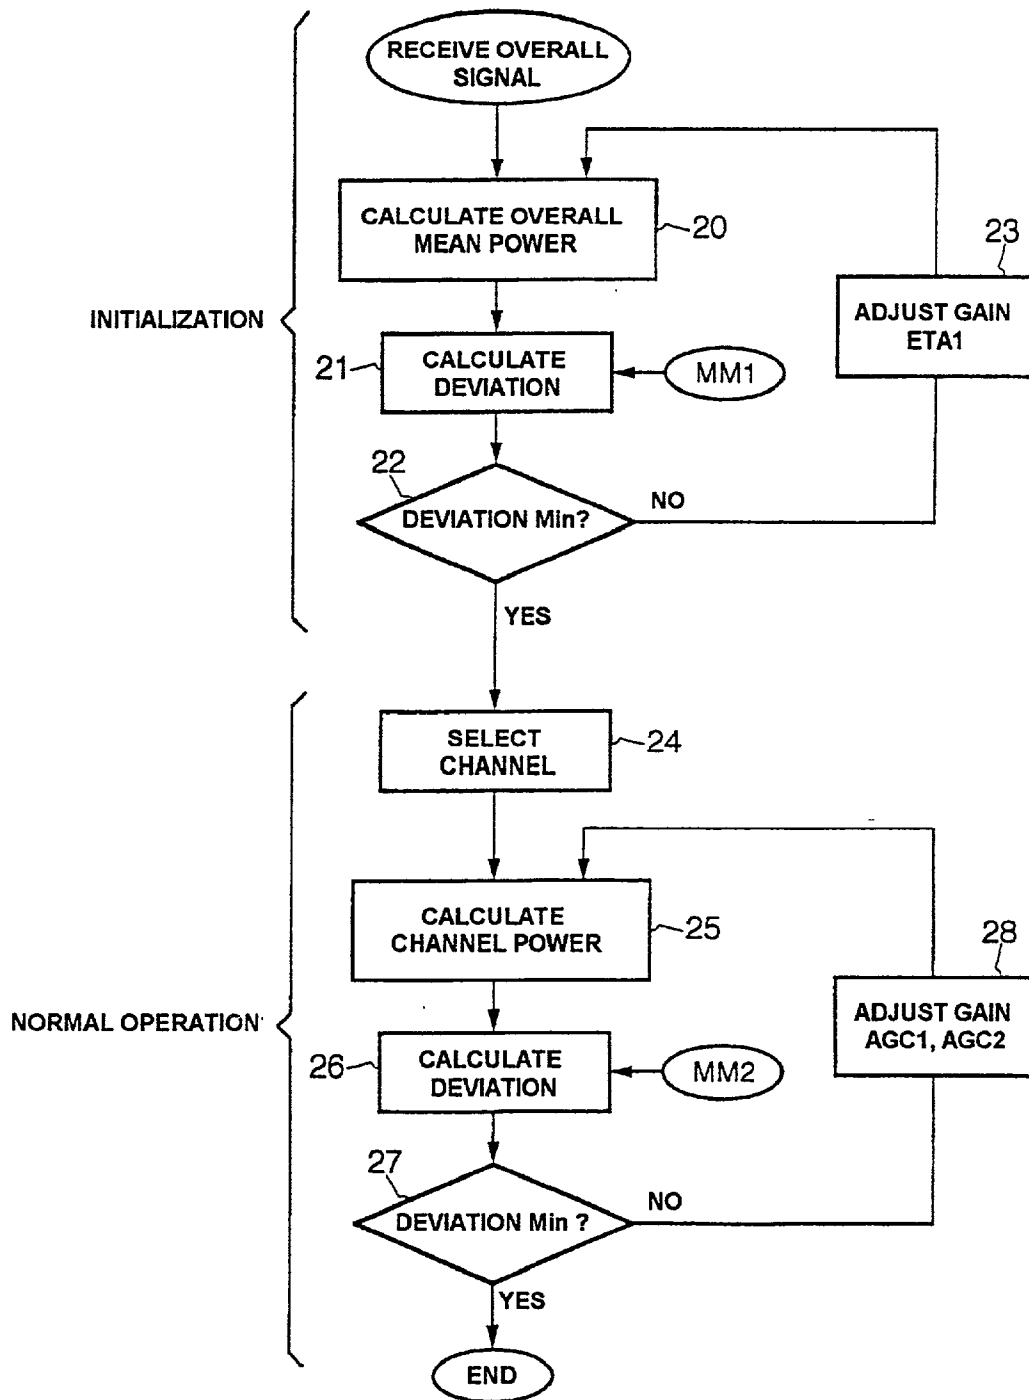 RECEIVE OVERALL
SIGNAL
CALCULATE OVERALL
MEAN POWER
20
23
ADJUST GAIN
ETA1
INITIALIZATION
21
CALCULATE
DEVIATION
MM1
22
DEVIATION Min?
NO
YES
SELECT
CHANNEL
24
CALCULATE
CHANNEL POWER
25
28
ADJUST GAIN
AGC1, AGC2
NORMAL OPERATION
26
CALCULATE
DEVIATION
MM2
27
DEVIATION Min ?
NO
YES
END